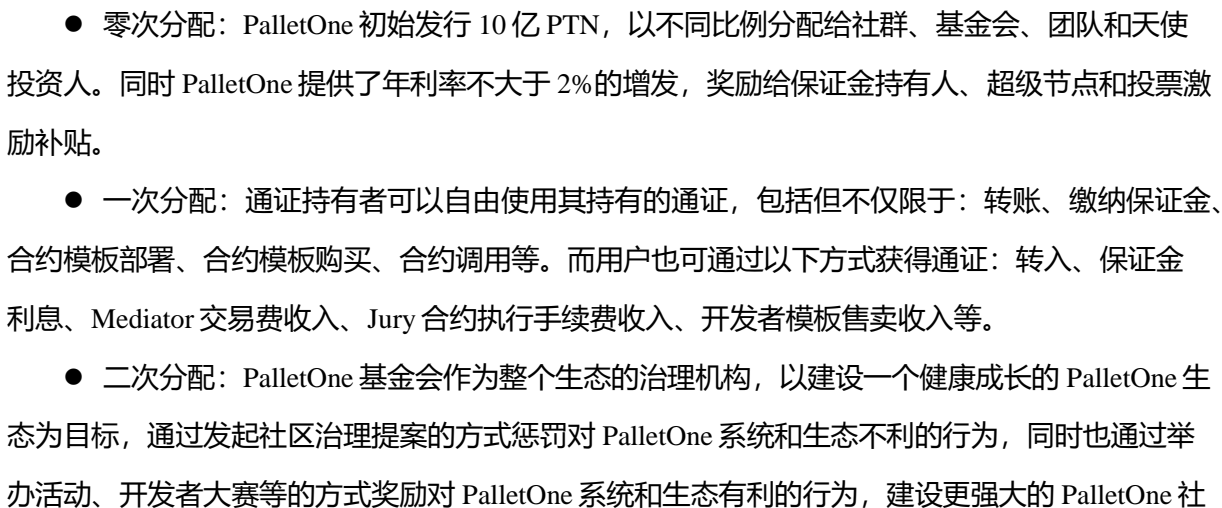 ● 零次分配：PalletOne 初始发行 10 亿 PTN，以不同比例分配给社群、基金会、团队和天使
投资人。同时 PalletOne 提供了年利率不大于 2%的增发，奖励给保证金持有人、超级节点和投票激
励补贴。
● 一次分配：通证持有者可以自由使用其持有的通证，包括但不仅限于：转账、缴纳保证金、
合约模板部署、合约模板购买、合约调用等。而用户也可通过以下方式获得通证：转入、保证金
利息、Mediator 交易费收入、Jury 合约执行手续费收入、开发者模板售卖收入等。
● 二次分配：PalletOne 基金会作为整个生态的治理机构，以建设一个健康成长的 PalletOne 生
态为目标，通过发起社区治理提案的方式惩罚对 PalletOne 系统和生态不利的行为，同时也通过举
办活动、开发者大赛等的方式奖励对 PalletOne 系统和生态有利的行为，建设更强大的 PalletOne 社